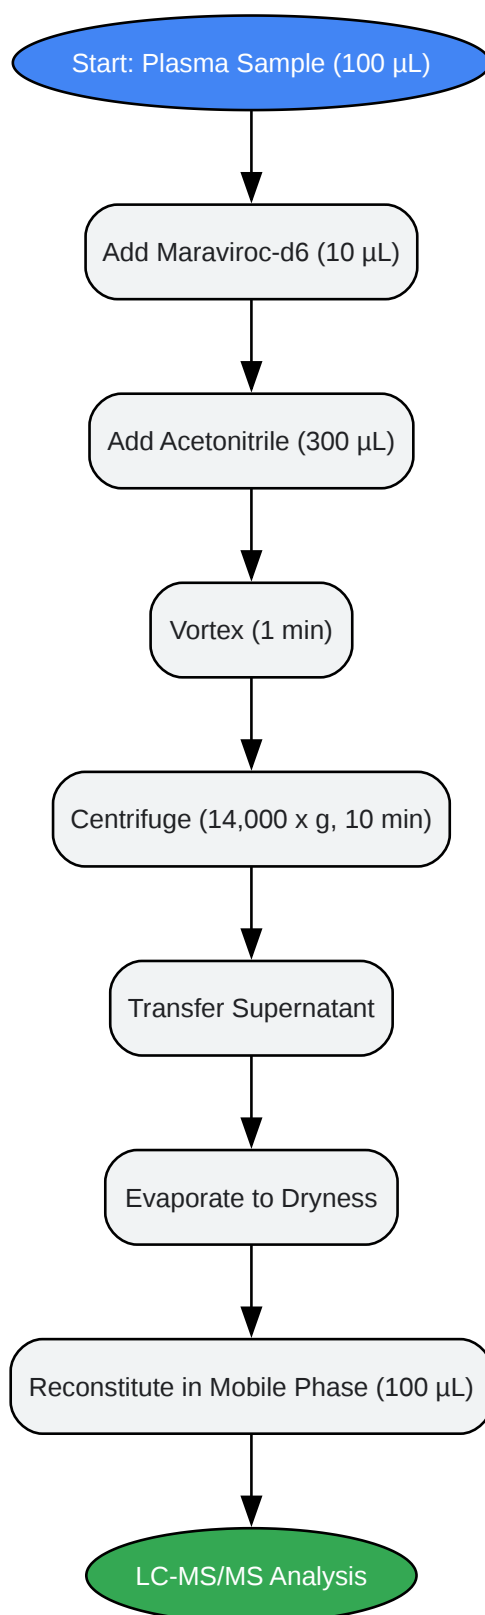 Start: Plasma Sample (100 µL)
Add Maraviroc-d6 (10 µL)
Add Acetonitrile (300 µL)
Vortex (1 min)
Centrifuge (14,000 x g, 10 min)
Transfer Supernatant
Evaporate to Dryness
Reconstitute in Mobile Phase (100 µL)
LC-MS/MS Analysis